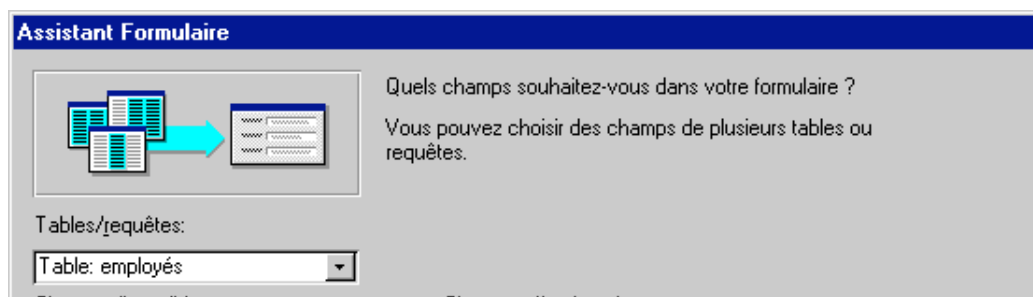 Assistant Formulaire
Quels champs souhaitez-vous dans votre formulaire ?
Vous pouvez choisir des champs de plusieurs tables ou
requêtes.
Tables/requêtes:
Table: employés